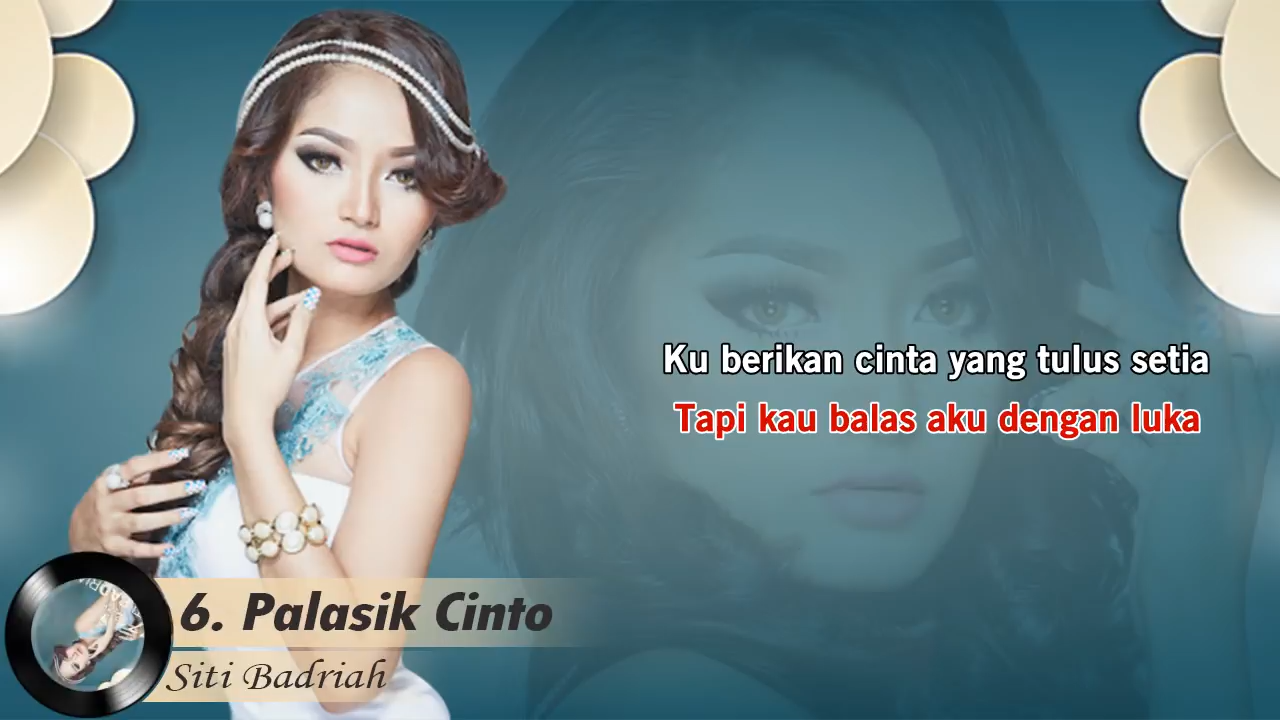 Ku berikan cinta yang tulus setia
Tapi kau balas aku dengan luka
6. Palasik Cinto
Siti Badriah